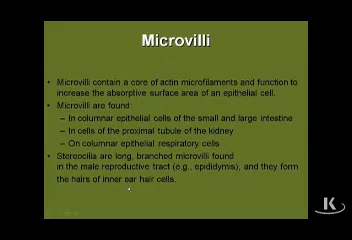 Microvilli
• Microvilli contain a core of actin microfilaments and function to
increase the absorptive surface area of an epithelial cell.
• Microvilli are found:
– In columnar epithelial cells of the small and large intestine
– In cells of the proximal tubule of the kidney
– On columnar epithelial respiratory cells
• Stereocilia are long, branched microvilli found
in the male reproductive tract (e.g., epididymis), and they form
the hairs of inner ear hair cells.
K